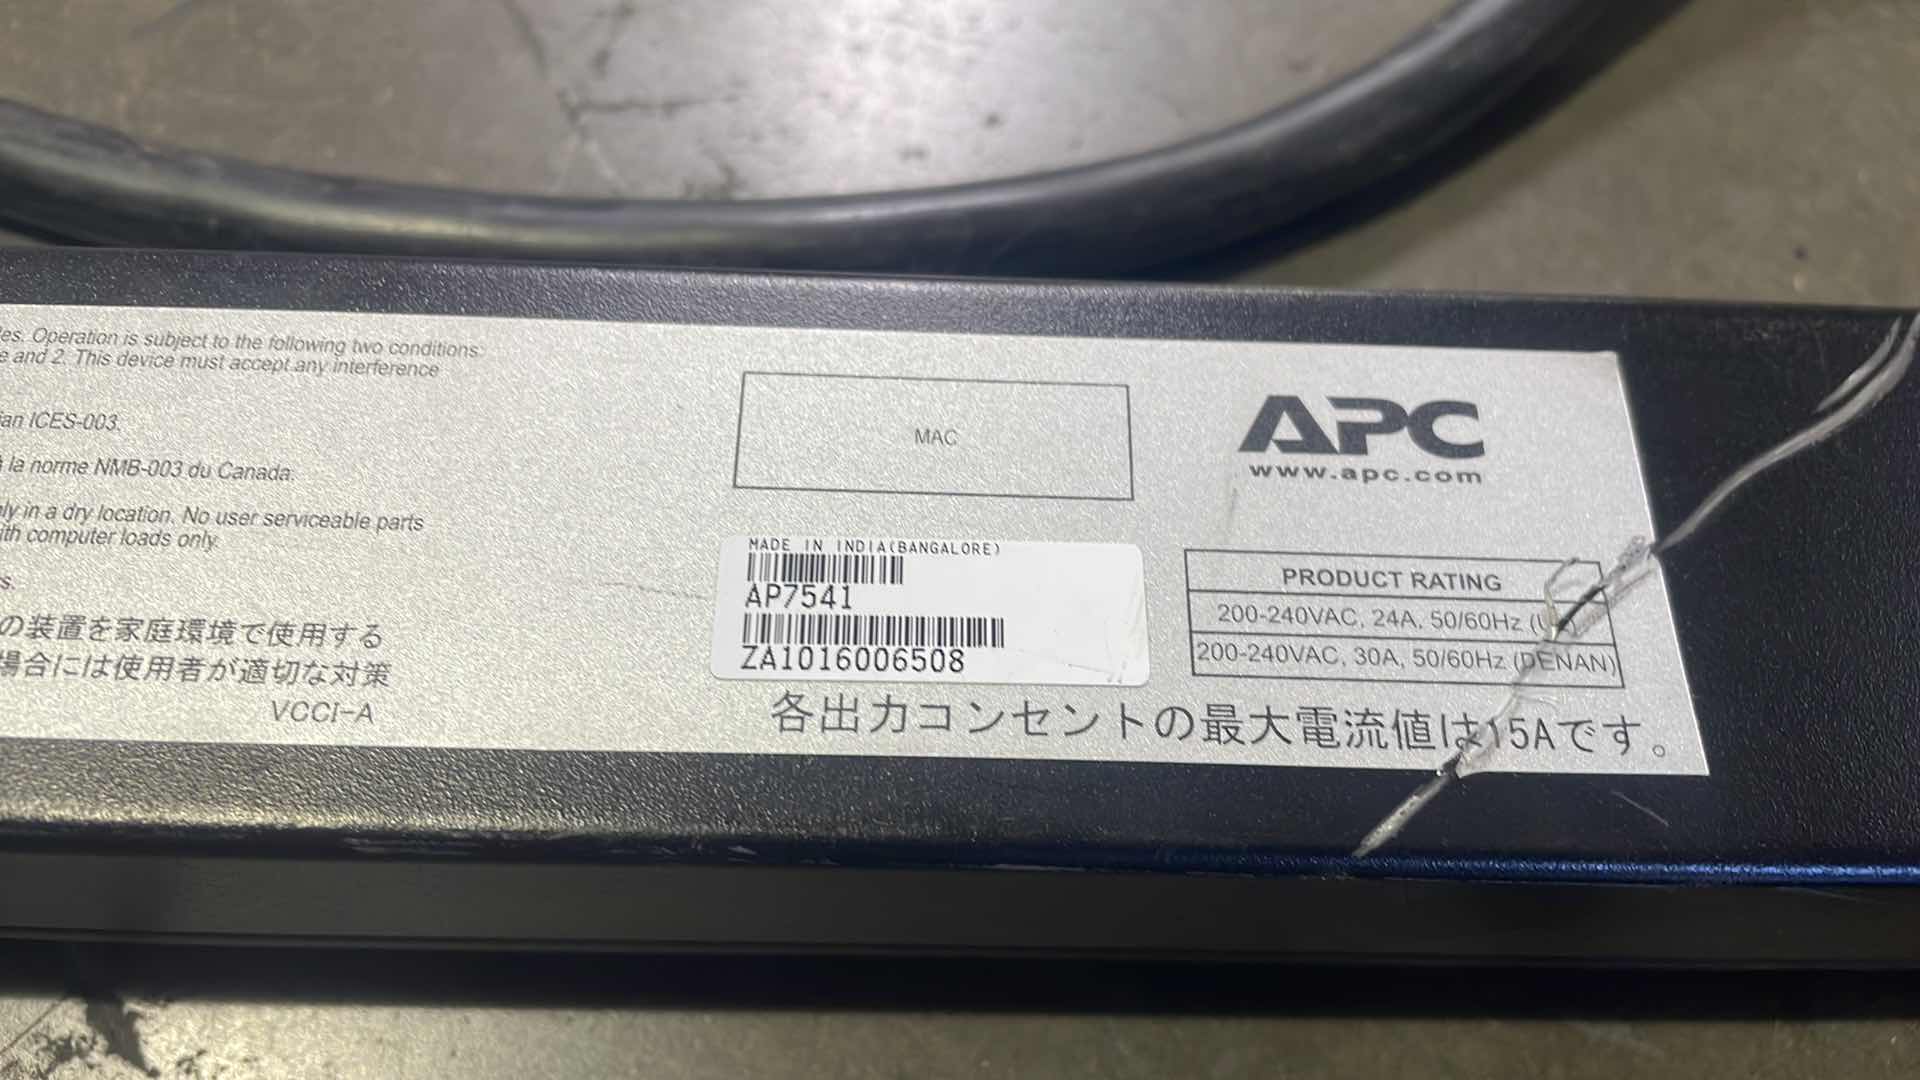 es. Operation is subject to the following two conditions:
e and 2. This device must accept any interference
ian ICES-003.
à la norme NMB-003 du Canada.
ly in a dry location. No user serviceable parts
ith computer loads only.
s.
の装置を家庭環境で使用する
場合には使用者が適切な対策
VCCI-A
MAC
MADE IN INDIA(BANGALORE)
AP7541
ZA1016006508
APC
www.apc.com
PRODUCT RATING
200-240VAC, 24A, 50/60Hz
200-240VAC, 30A, 50/60Hz (DENAN)
各出力コンセントの最大電流値は15Aです。